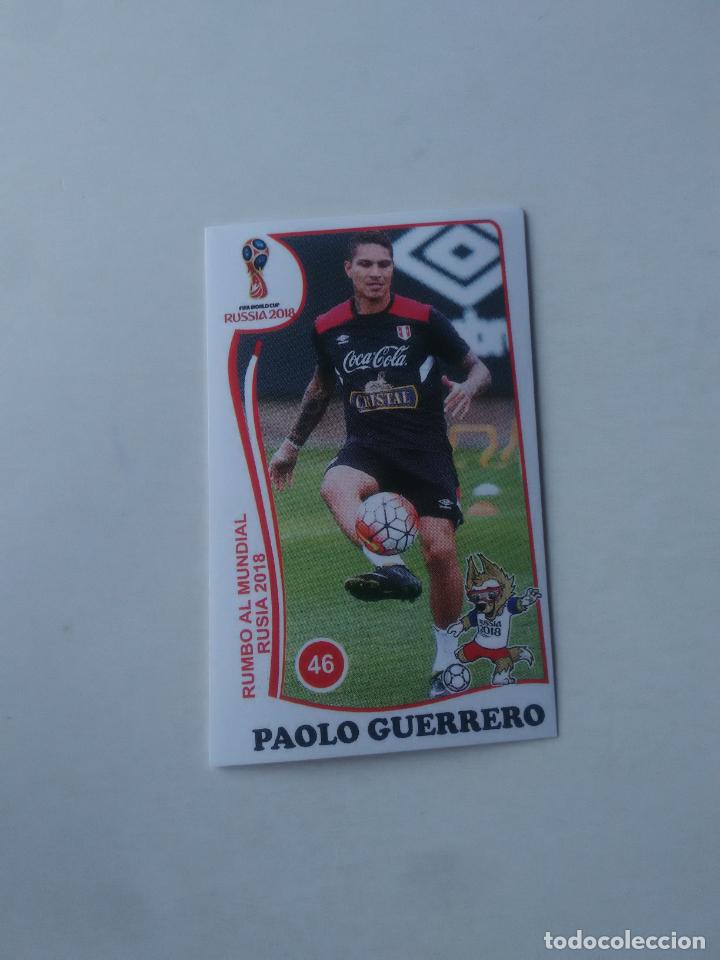 FIFA WORLD CUP
RUSSIA 2018
Coca-Cola
CRISTAL
RUMBO AL MUNDIAL
RUSIA 2018
RUSSIA
2018
46
PAOLO GUERRERO
todocoleccion